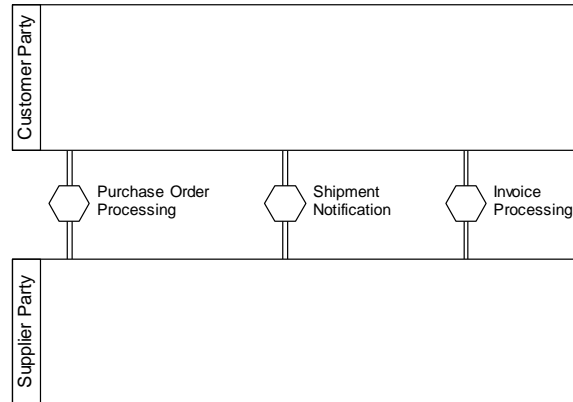 Customer Party
Purchase Order
Processing
Shipment
Notification
Invoice
Processing
Supplier Party